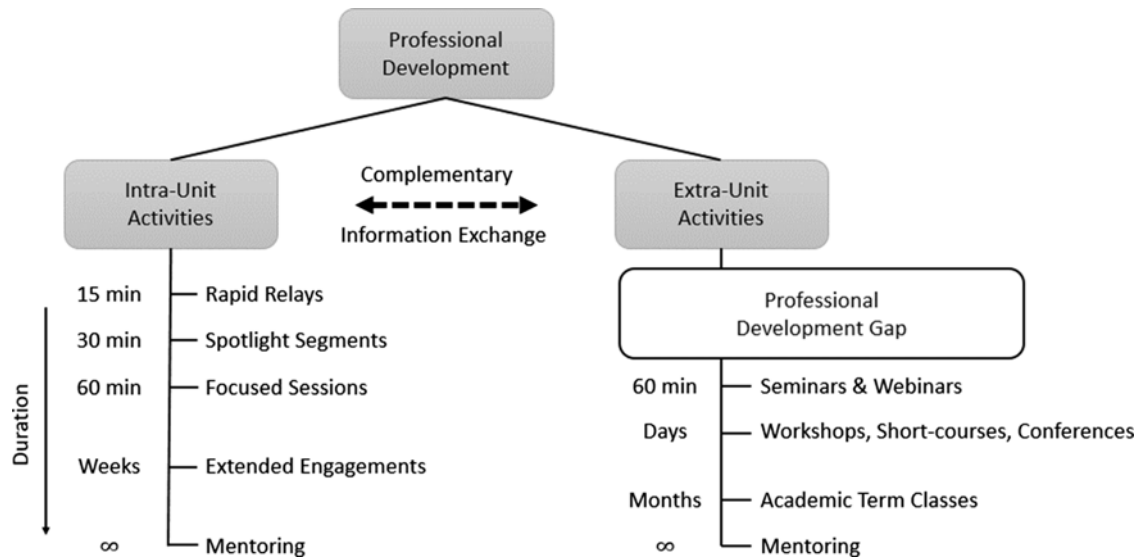 Professional
Development
Intra-Unit
Activities
Complementary
Information Exchange
Extra-Unit
Activities
Duration
15 min Rapid Relays
30 min Spotlight Segments
60 min Focused Sessions
Weeks Extended Engagements
∞ Mentoring
Professional
Development Gap
60 min Seminars & Webinars
Days Workshops, Short-courses, Conferences
Months Academic Term Classes
∞ Mentoring